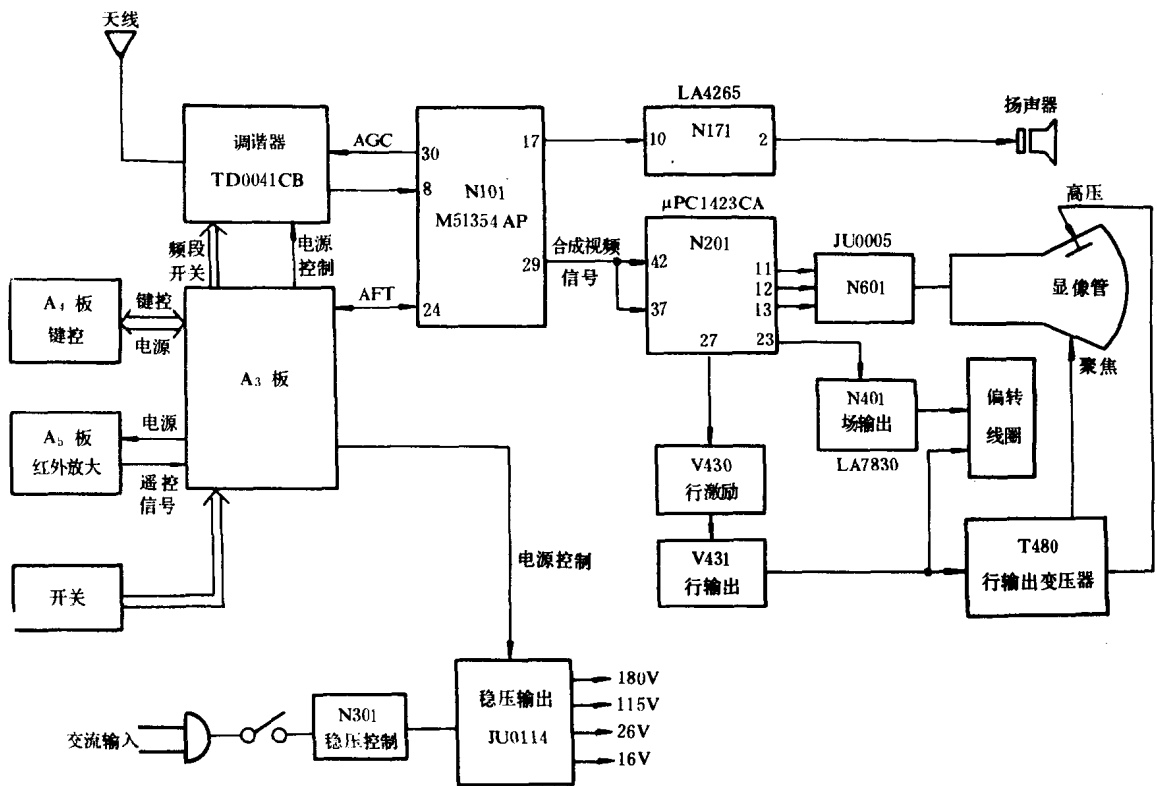 天线
调谐器
TD0041CB
AGC
30
8
N101
M51354AP
17
29
24
LA4265
10
N171
2
扬声器
高压
频段
开关
电源
控制
AFT
合成视频
信号
μPC1423CA
N201
42
37
11
12
13
27
23
JU0005
N601
显像管
聚焦
A₄ 板
键控
键控
电源
A₃ 板
A₅ 板
红外放大
电源
遥控
信号
N401
场输出
LA7830
偏转
线圈
V430
行激励
V431
行输出
T480
行输出变压器
开关
电源控制
交流输入
N301
稳压控制
稳压输出
JU0114
180V
115V
26V
16V